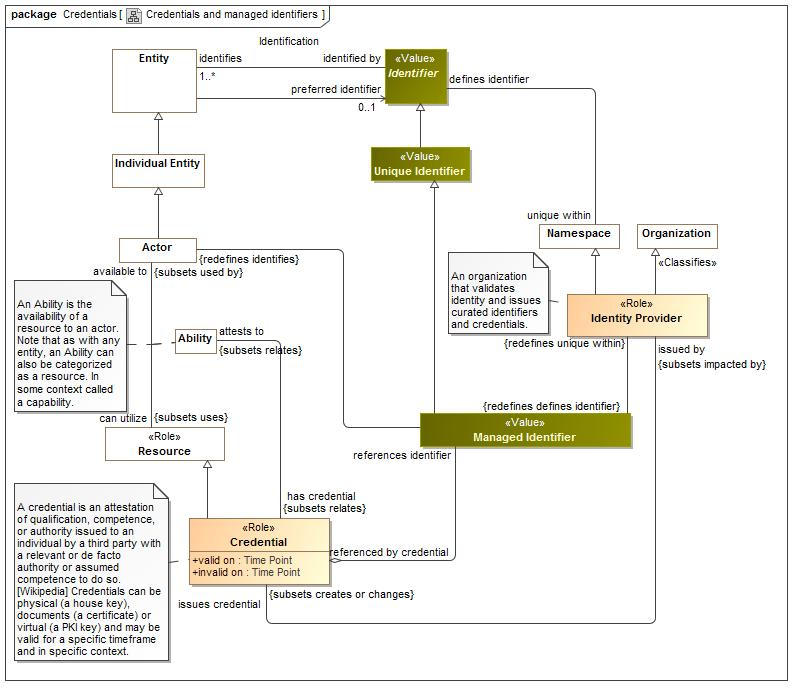 package Credentials [ Credentials and managed identifiers ]
Identification
Entity
identifies
identified by
1..*
preferred identifier
0..1
«Value»
Identifier
defines identifier
Individual Entity
«Value»
Unique Identifier
unique within
Namespace
Organization
Actor
{redefines identifies}
available to
{subsets used by}
«Classifies»
An organization
that validates
identity and issues
curated identifiers
and credentials.
«Role»
Identity Provider
{redefines unique within}
issued by
{subsets impacted by}
An Ability is the
availability of a
resource to an actor.
Note that as with any
entity, an Ability can
also be categorized
as a resource. In
some context called
a capability.
Ability
attests to
{subsets relates}
can utilize
{subsets uses}
{redefines defines identifier}
«Role»
Resource
«Value»
Managed Identifier
references identifier
A credential is an attestation
of qualification, competence,
or authority issued to an
individual by a third party with
a relevant or de facto
authority or assumed
competence to do so.
[Wikipedia] Credentials can be
physical (a house key),
documents (a certificate) or
virtual (a PKI key) and may be
valid for a specific timeframe
and in specific context.
has credential
{subsets relates}
«Role»
Credential
+valid on : Time Point
+invalid on : Time Point
referenced by credential
issues credential
{subsets creates or changes}